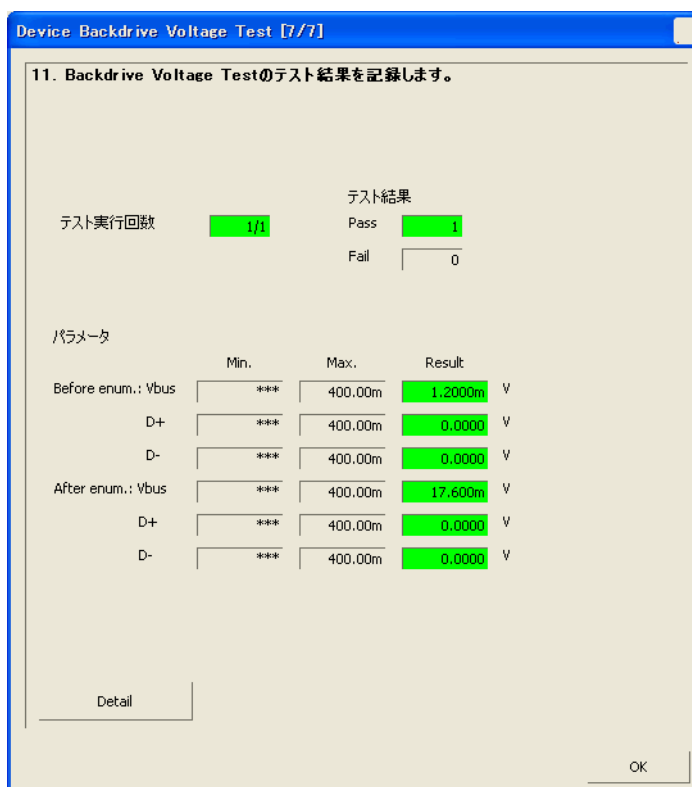 Device Backdrive Voltage Test [7/7]
11. Backdrive Voltage Testのテスト結果を記録します。
テスト結果
テスト実行回数 1/1 Pass 1
Fail 0
パラメータ
Min. Max. Result
Before enum.: Vbus *** 400.00m 1.2000m V
D+ *** 400.00m 0.0000 V
D- *** 400.00m 0.0000 V
After enum.: Vbus *** 400.00m 17.600m V
D+ *** 400.00m 0.0000 V
D- *** 400.00m 0.0000 V
Detail
OK